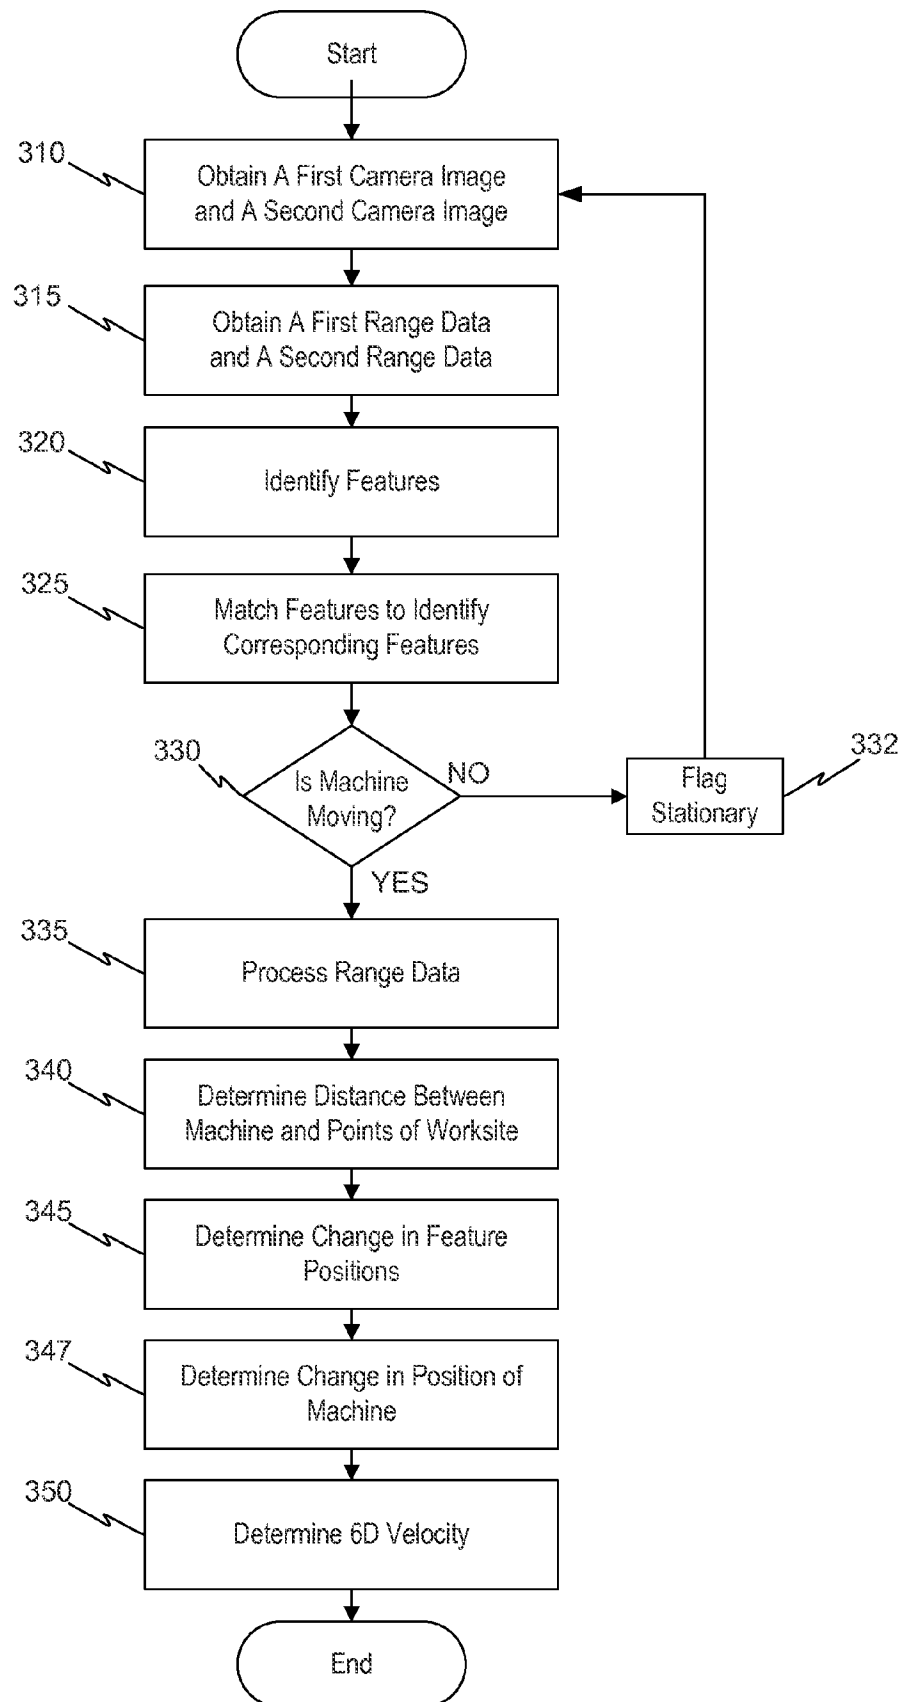 Start
310
Obtain A First Camera Image
and A Second Camera Image
315
Obtain A First Range Data
and A Second Range Data
320
Identify Features
325
Match Features to Identify
Corresponding Features
330
Is Machine
Moving?
NO
Flag
Stationary
332
YES
335
Process Range Data
340
Determine Distance Between
Machine and Points of Worksite
345
Determine Change in Feature
Positions
347
Determine Change in Position of
Machine
350
Determine 6D Velocity
End